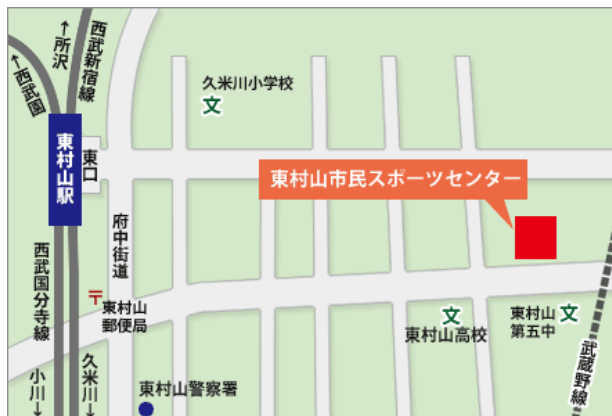 ←西武園
←所沢
西武新宿線
久米川小学校
文
東村山駅
東口
東村山市民スポーツセンター
府中街道
西武国分寺線
〒
東村山
郵便局
文
東村山高校
東村山
第五中
文
武蔵野線
小川→
久米川→
東村山警察署